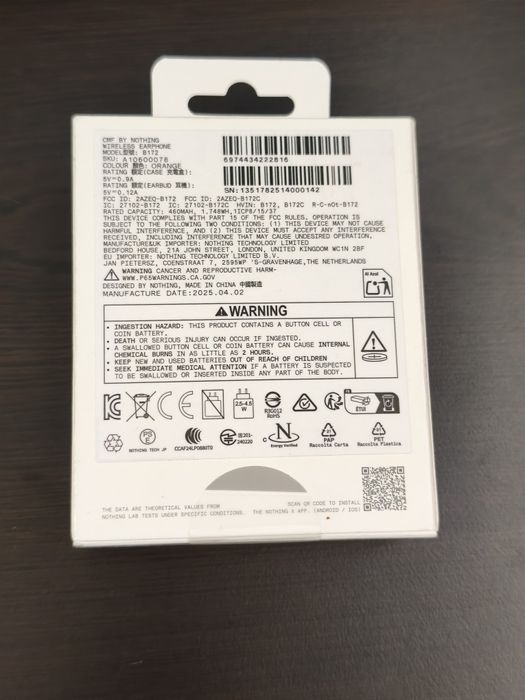 CMF BY NOTHING
WIRELESS EARPHONE
MODEL型號: B172
SKU: A10600078
COLOUR 顏色: ORANGE
RATING 額定(CASE 充電盒):
5V⎓0.9A
RATING 額定(EARBUD 耳機):
5V⎓0.12A
6974434222816
SN: 13517825140000142
FCC ID: 2AZEQ-B172 FCC ID: 2AZEQ-B172C
IC: 27102-B172 IC: 27102-B172C HVIN: B172, B172C R-C-nOt-B172
RATED CAPACITY: 460MAH, 1.748WH,1ICP8/15/37
THIS DEVICE COMPLIES WITH PART 15 OF THE FCC RULES. OPERATION IS
SUBJECT TO THE FOLLOWING TWO CONDITIONS: (1) THIS DEVICE MAY NOT CAUSE
HARMFUL INTERFERENCE, AND (2) THIS DEVICE MUST ACCEPT ANY INTERFERENCE
RECEIVED, INCLUDING INTERFERENCE THAT MAY CAUSE UNDESIRED OPERATION.
MANUFACTURE&UK IMPORTER: NOTHING TECHNOLOGY LIMITED
BEDFORD HOUSE, 21A JOHN STREET, LONDON, UNITED KINGDOM WC1N 2BF
EU IMPORTER: NOTHING TECHNOLOGY LIMITED B.V.
JAN PIETERSZ, COENSTRAAT 7, 2595WP 'S-GRAVENHAGE,THE NETHERLANDS
WARNING CANCER AND REPRODUCTIVE HARM-
WWW.P65WARNINGS.CA.GOV
DESIGNED BY NOTHING, MADE IN CHINA 中國製造
MANUFACTURE DATE:2025.04.02
WARNING
• INGESTION HAZARD: THIS PRODUCT CONTAINS A BUTTON CELL OR
COIN BATTERY.
• DEATH OR SERIOUS INJURY CAN OCCUR IF INGESTED.
• A SWALLOWED BUTTON CELL OR COIN BATTERY CAN CAUSE INTERNAL
CHEMICAL BURNS IN AS LITTLE AS 2 HOURS.
• KEEP NEW AND USED BATTERIES OUT OF REACH OF CHILDREN
• SEEK IMMEDIATE MEDICAL ATTENTION IF A BATTERY IS SUSPECTED
TO BE SWALLOWED OR INSERTED INSIDE ANY PART OF THE BODY.
2.5-4.5
W
RoHS
FR
ÉTUI
PS
E
NOTHING TECH JP
240220
C
N
Energy Verified
PAP
Raccolta Carta
PET
Raccolta Plastica
THE DATA ARE THEORETICAL VALUES FROM
NOTHING LAB TESTS UNDER SPECIFIC CONDITIONS.
SCAN QR CODE TO INSTALL
THE NOTHING X APP. (ANDROID / IOS)